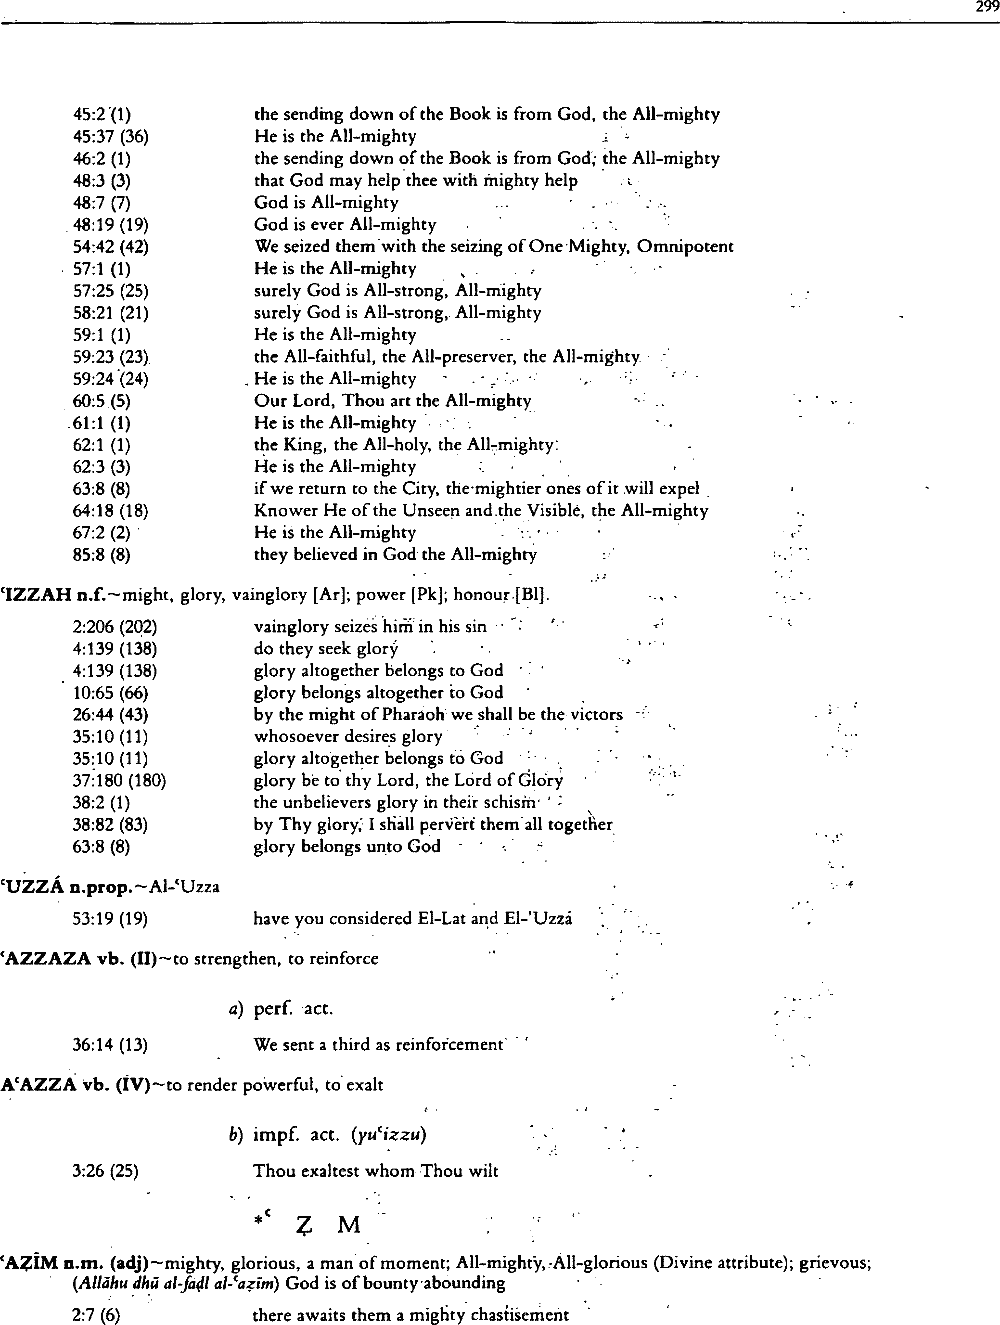 299
45:2 (1) the sending down of the Book is from God, the All-mighty
45:37 (36) He is the All-mighty
46:2 (1) the sending down of the Book is from God; the All-mighty
48:3 (3) that God may help thee with mighty help
48:7 (7) God is All-mighty
48:19 (19) God is ever All-mighty
54:42 (42) We seized them with the seizing of One Mighty, Omnipotent
57:1 (1) He is the All-mighty
57:25 (25) surely God is All-strong, All-mighty
58:21 (21) surely God is All-strong, All-mighty
59:1 (1) He is the All-mighty
59:23 (23) the All-faithful, the All-preserver, the All-mighty
59:24 (24) He is the All-mighty
60:5 (5) Our Lord, Thou art the All-mighty
61:1 (1) He is the All-mighty
62:1 (1) the King, the All-holy, the All-mighty
62:3 (3) He is the All-mighty
63:8 (8) if we return to the City, the mightier ones of it will expel
64:18 (18) Knower He of the Unseen and the Visible, the All-mighty
67:2 (2) He is the All-mighty
85:8 (8) they believed in God the All-mighty
ʿIZZAH n.f.~might, glory, vainglory [Ar]; power [Pk]; honour [Bl].
2:206 (202) vainglory seizes him in his sin
4:139 (138) do they seek glory
4:139 (138) glory altogether belongs to God
10:65 (66) glory belongs altogether to God
26:44 (43) by the might of Pharaoh we shall be the victors
35:10 (11) whosoever desires glory
35:10 (11) glory altogether belongs to God
37:180 (180) glory be to thy Lord, the Lord of Glory
38:2 (1) the unbelievers glory in their schism
38:82 (83) by Thy glory, I shall pervert them all together
63:8 (8) glory belongs unto God
ʿUZZÁ n.prop.~Al-ʿUzza
53:19 (19) have you considered El-Lat and El-'Uzzá
ʿAZZAZA vb. (II)~to strengthen, to reinforce
a) perf. act.
36:14 (13) We sent a third as reinforcement
AʿAZZA vb. (IV)~to render powerful, to exalt
b) impf. act. (yuʿizzu)
3:26 (25) Thou exaltest whom Thou wilt
*ʿ Ẓ M
ʿAẒĪM n.m. (adj)~mighty, glorious, a man of moment; All-mighty, All-glorious (Divine attribute); grievous;
(Allāhu dhū al-faḍl al-ʿaẓīm) God is of bounty abounding
2:7 (6) there awaits them a mighty chastisement